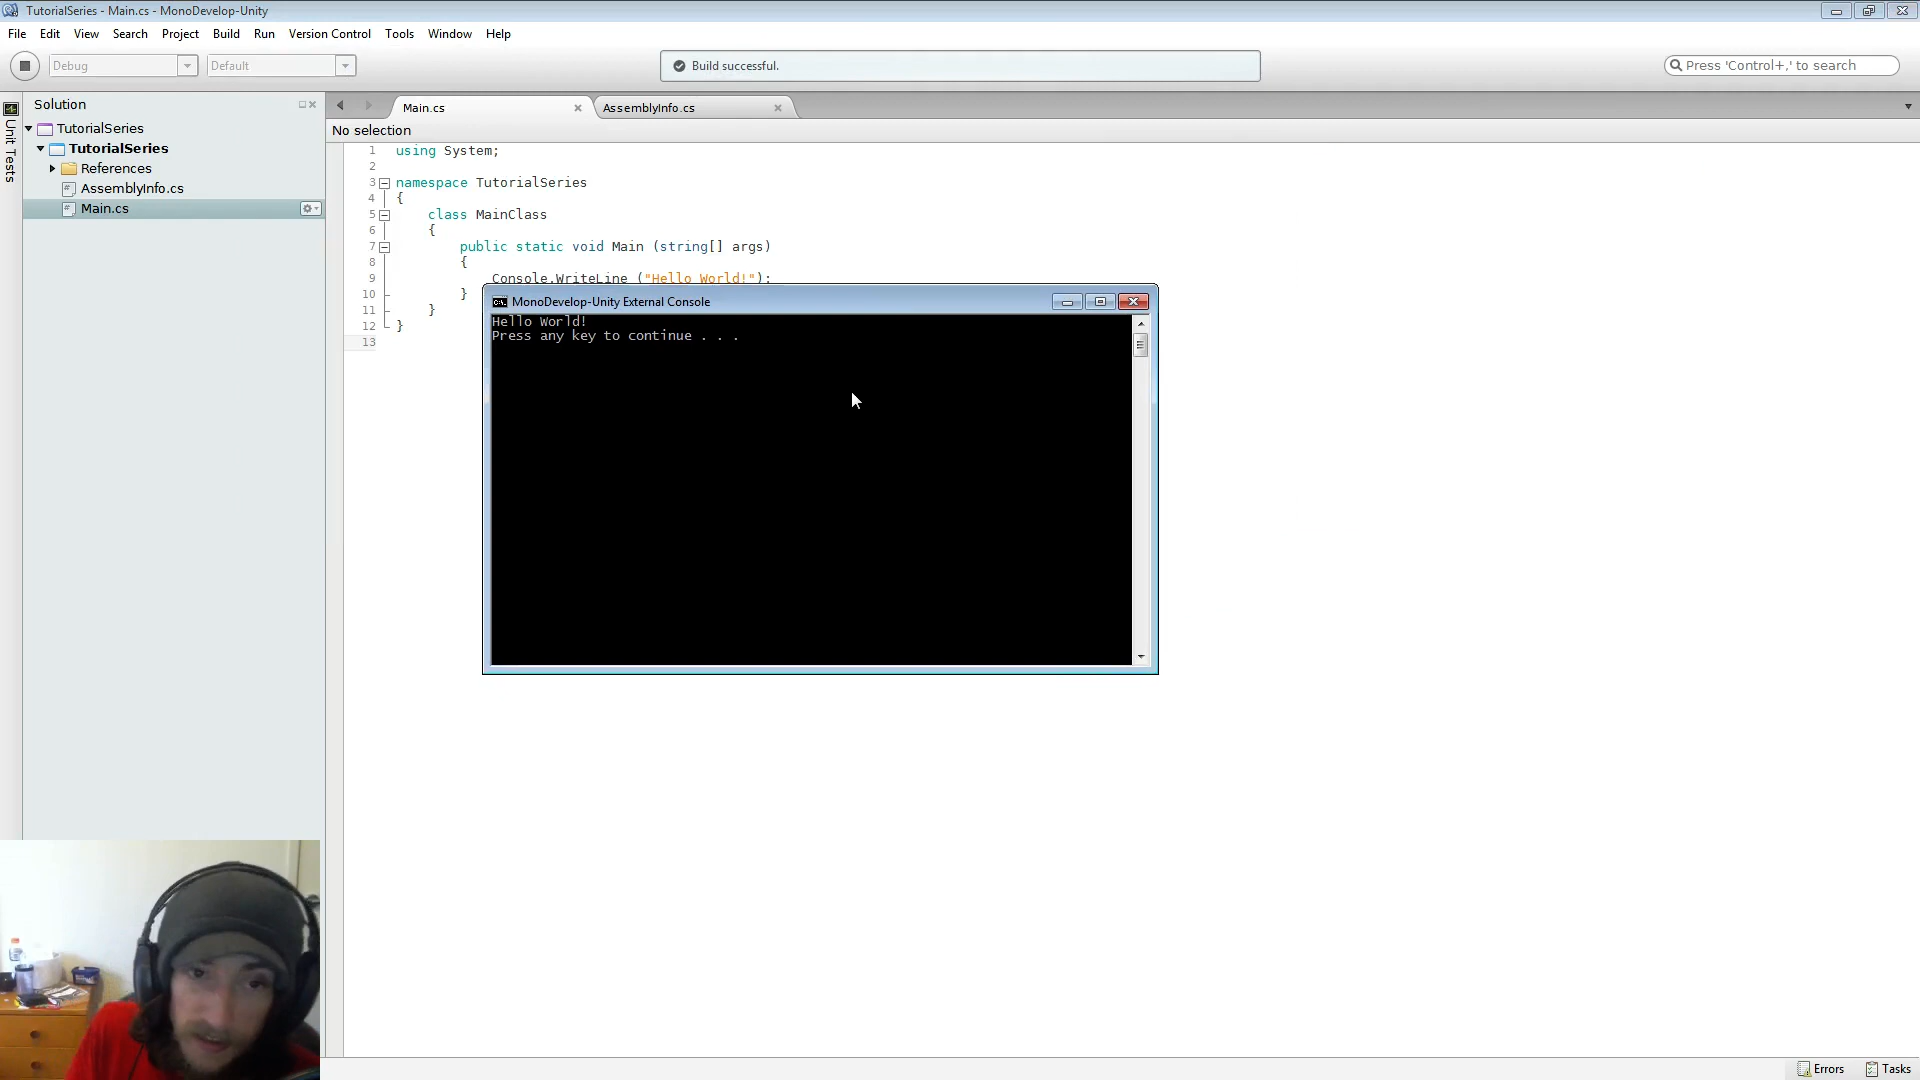 TutorialSeries - Main.cs - MonoDevelop-Unity
File Edit View Search Project Build Run Version Control Tools Window Help
Debug Default Build successful. Press 'Control+,' to search
Solution
Unit Tests
TutorialSeries
TutorialSeries
References
AssemblyInfo.cs
Main.cs
Main.cs AssemblyInfo.cs
No selection
1 using System;
2
3 namespace TutorialSeries
4 {
5 class MainClass
6 {
7 public static void Main (string[] args)
8 {
9 Console.WriteLine ("Hello World!");
10 }
11 }
12 }
13
MonoDevelop-Unity External Console
Hello World!
Press any key to continue . . .
Errors Tasks